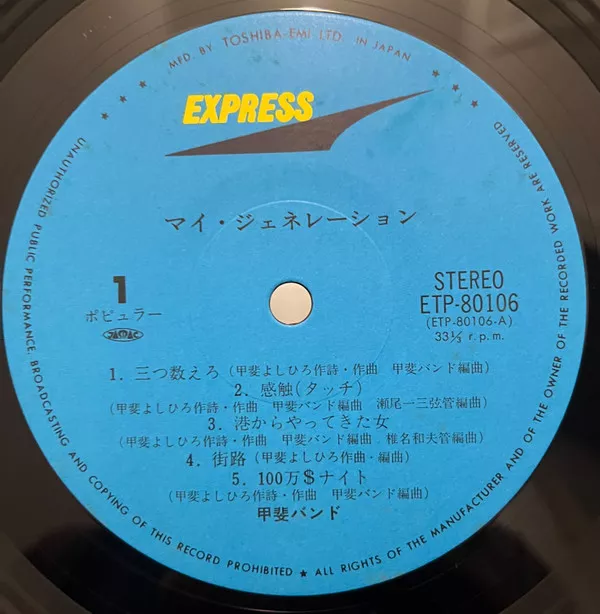 MFD. BY TOSHIBA-EMI LTD. IN JAPAN
EXPRESS
マイ・ジェネレーション
1
ポピュラー
JASRAC
STEREO
ETP-80106
(ETP-80106-A)
33⅓ r.p.m.
1. 三つ数えろ (甲斐よしひろ作詩・作曲 甲斐バンド編曲)
2. 感触(タッチ)
(甲斐よしひろ作詩・作曲 甲斐バンド編曲 瀬尾一三弦管編曲)
3. 港からやってきた女
(甲斐よしひろ作詩・作曲 甲斐バンド編曲 椎名和夫管編曲)
4. 街路 (甲斐よしひろ作詩・作曲・編曲)
5. 100万$ナイト
(甲斐よしひろ作詩・作曲 甲斐バンド編曲)
甲斐バンド
UNAUTHORIZED PUBLIC PERFORMANCE, BROADCASTING AND COPYING OF THIS RECORD PROHIBITED ★ ALL RIGHTS OF THE MANUFACTURER AND OF THE OWNER OF THE RECORDED WORK ARE RESERVED